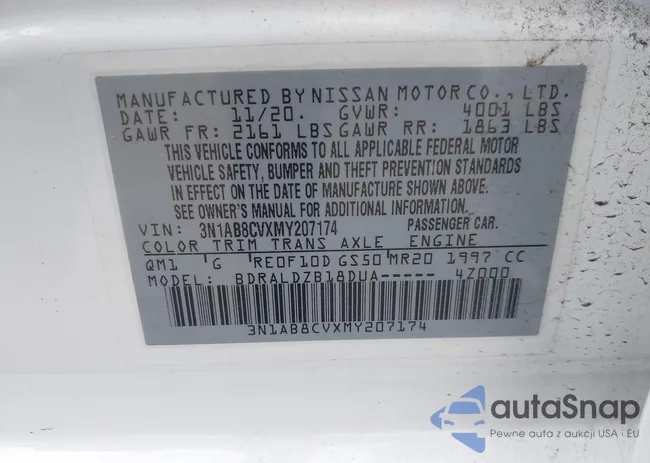 MANUFACTURED BY NISSAN MOTOR CO., LTD.
DATE: 11/20. GVWR: 4001 LBS
GAWR FR: 2161 LBS GAWR RR: 1863 LBS
THIS VEHICLE CONFORMS TO ALL APPLICABLE FEDERAL MOTOR
VEHICLE SAFETY, BUMPER AND THEFT PREVENTION STANDARDS
IN EFFECT ON THE DATE OF MANUFACTURE SHOWN ABOVE.
SEE OWNER'S MANUAL FOR ADDITIONAL INFORMATION.
VIN: 3N1AB8CVXMY207174 PASSENGER CAR.
COLOR TRIM TRANS AXLE ENGINE
QM1 G RE0F10D GS50 MR20 1997 CC
MODEL: BDRALDZB18DUA----- 4Z000
3N1AB8CVXMY207174
autaSnap
Pewne auta z aukcji USA i EU